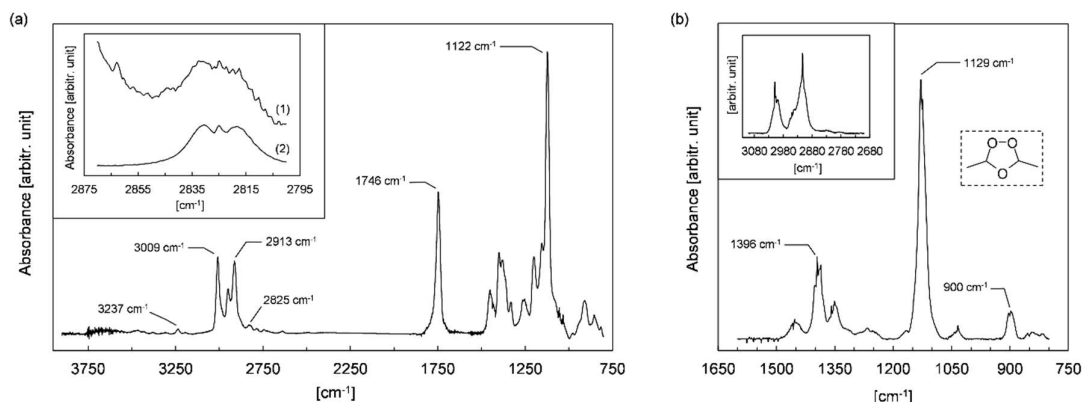 (a)
Absorbance [arbitr. unit]
1122 cm-1
1746 cm-1
3009 cm-1
2913 cm-1
3237 cm-1
2825 cm-1
3750 3250 2750 2250 1750 1250 750
[cm-1]
Absorbance [arbitr. unit]
(1)
(2)
2875 2855 2835 2815 2795
[cm-1]
(b)
Absorbance [arbitr. unit]
1129 cm-1
1396 cm-1
900 cm-1
1650 1450 1350 1250 1050 900 750
[cm-1]
[arbitr. unit]
3080 2980 2880 2780 2680
[cm-1]
O O
O